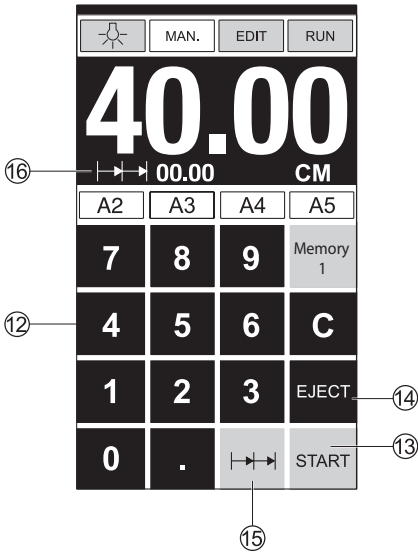 MAN. EDIT RUN
40.00
16 00.00 CM
A2 A3 A4 A5
7 8 9 Memory 1
12 4 5 6 C
1 2 3 EJECT 14
13
0 . START
15